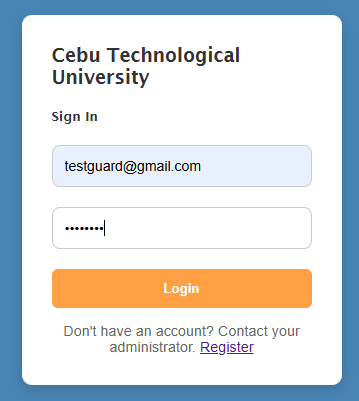 Cebu Technological
University
Sign In
testguard@gmail.com
••••••••
Login
Don't have an account? Contact your
administrator. Register